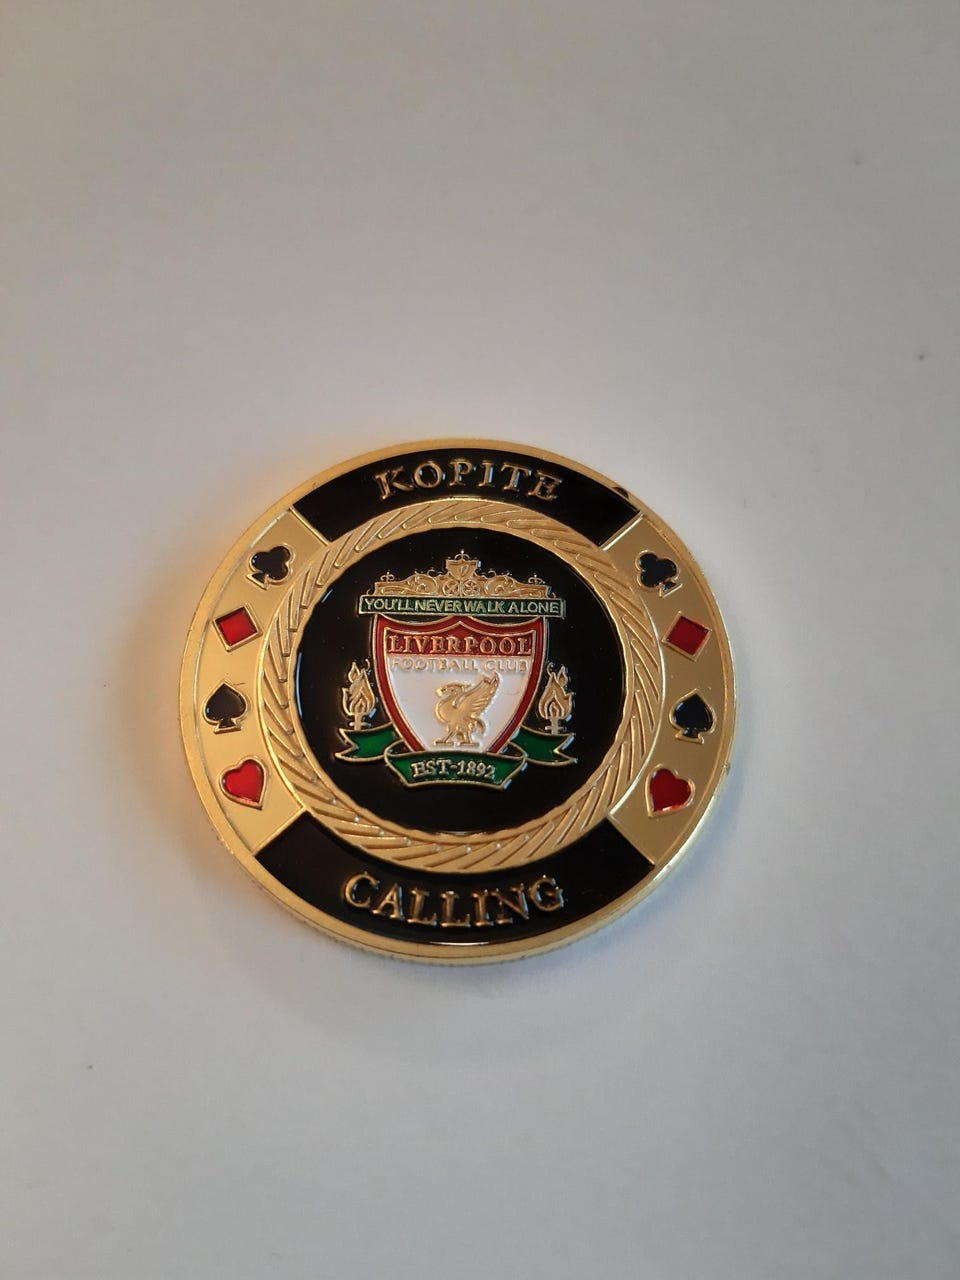 KOPITE
YOU'LL NEVER WALK ALONE
LIVERPOOL
FOOTBALL CLUB
EST·1892
CALLING